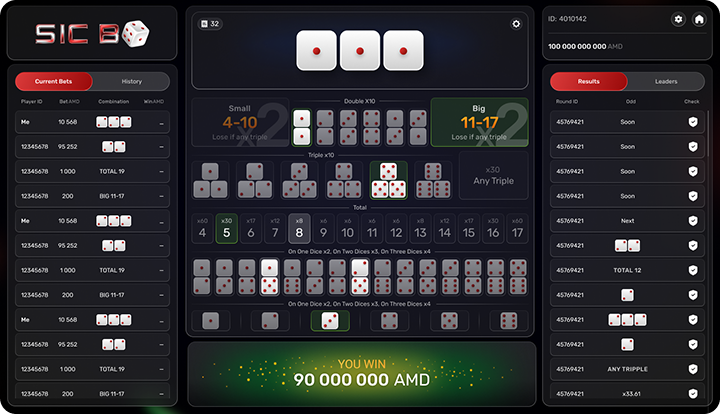 SIC BO
Current Bets
History
Player ID Bet AMD Combination Win AMD
Me 10 568 –
12345678 95 252 –
12345678 1 000 TOTAL 19 –
12345678 200 BIG 11-17 –
Me 10 568 –
12345678 95 252 –
12345678 1 000 TOTAL 19 –
12345678 200 BIG 11-17 –
Me 10 568 –
12345678 95 252 –
12345678 1 000 TOTAL 19 –
12345678 200 BIG 11-17 –
32
Small
4-10
Lose if any triple
x2
Double X10
Big
11-17
Lose if any triple
x2
Triple x10
x30
Any Triple
Total
x60 x30 x17 x12 x8 x6 x6 x6 x6 x8 x12 x17 x30 x60
4 5 6 7 8 9 10 11 12 13 14 15 16 17
On One Dice x2, On Two Dices x3, On Three Dices x4
On One Dice x2, On Two Dices x3, On Three Dices x4
YOU WIN
90 000 000 AMD
ID: 4010142
100 000 000 000 AMD
Results
Leaders
Round ID Odd Check
45769421 Soon
45769421 Soon
45769421 Soon
45769421 Soon
45769421 Next
45769421
45769421 TOTAL 12
45769421
45769421
45769421
45769421 ANY TRIPPLE
45769421 x33.61